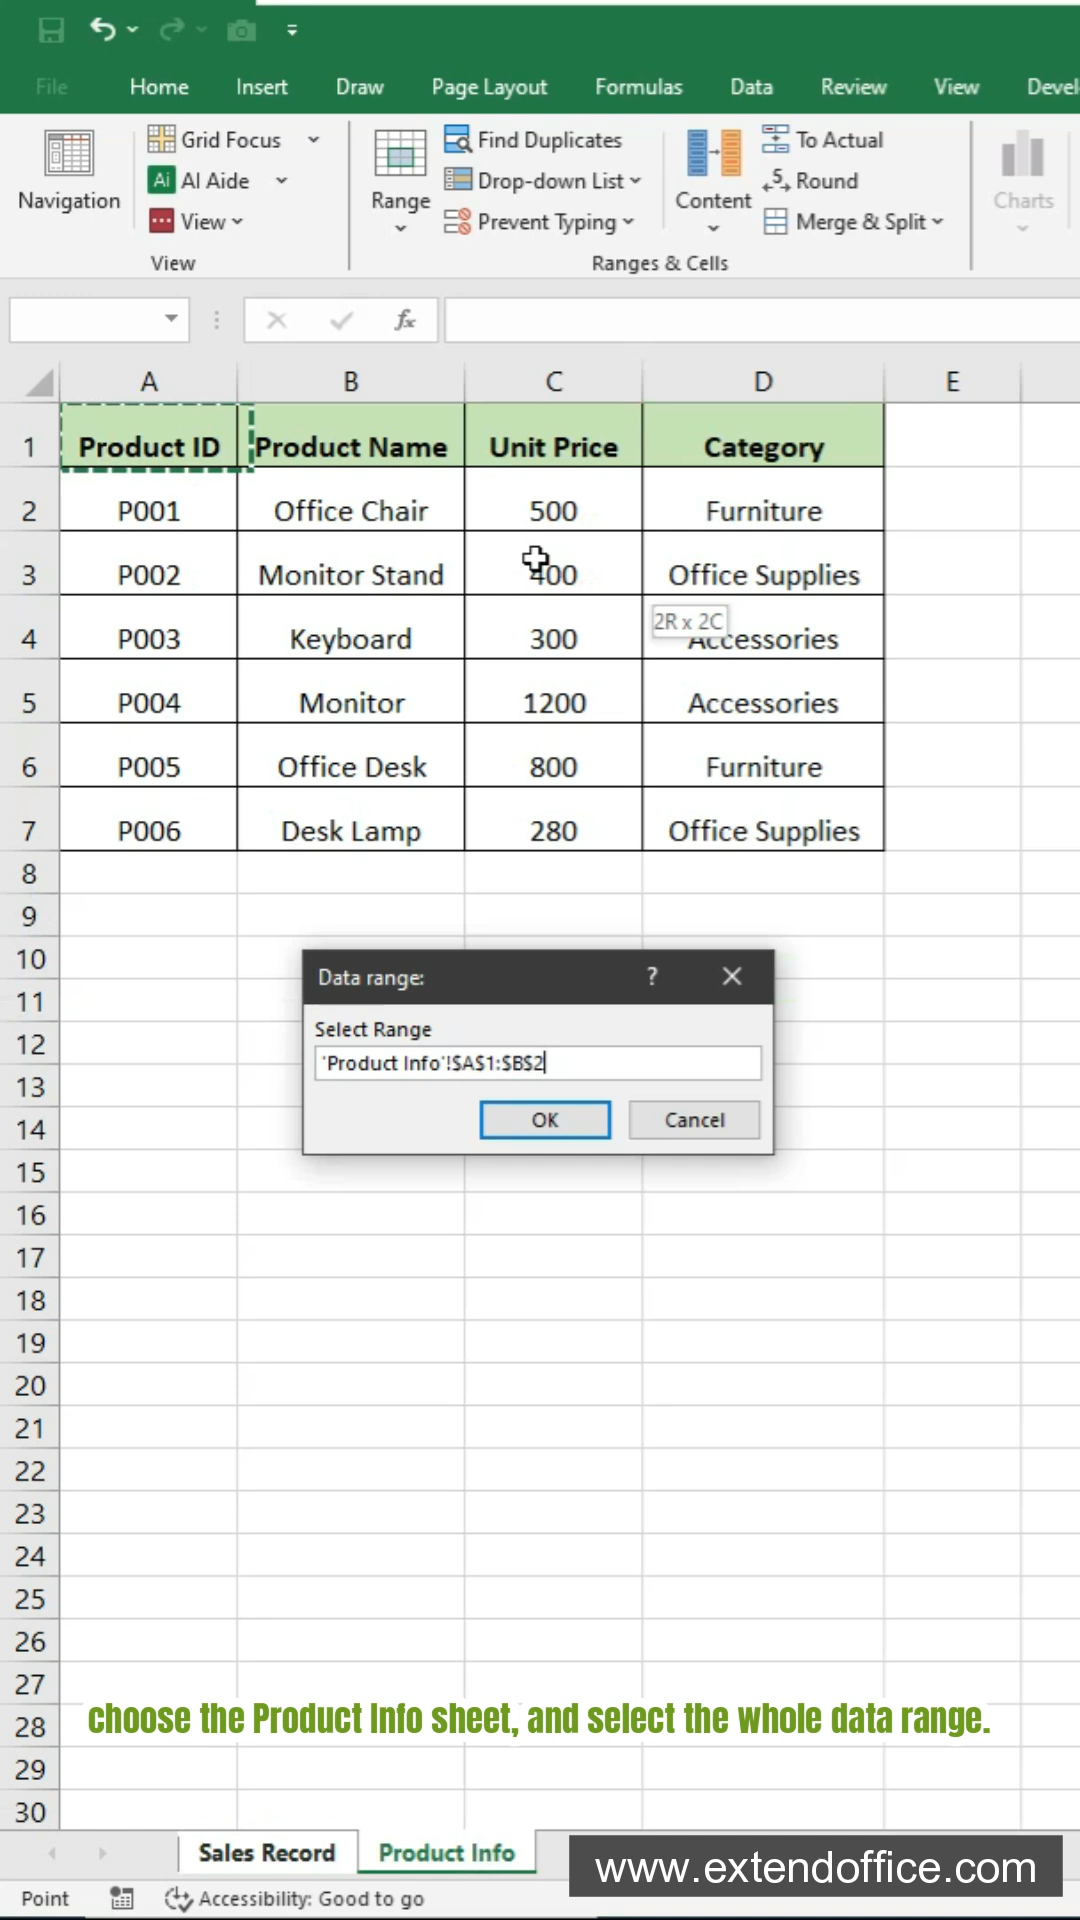 File Home Insert Draw Page Layout Formulas Data Review View Devel
Navigation
Grid Focus
Ai AI Aide
View
View
Range
Find Duplicates
Drop-down List
Prevent Typing
Content
To Actual
Round
Merge & Split
Ranges & Cells
Charts
fx
A B C D E
1 Product ID Product Name Unit Price Category
2 P001 Office Chair 500 Furniture
3 P002 Monitor Stand 400 Office Supplies
2R x 2C
4 P003 Keyboard 300 Accessories
5 P004 Monitor 1200 Accessories
6 P005 Office Desk 800 Furniture
7 P006 Desk Lamp 280 Office Supplies
8
9
10
11
12
13
14
15
16
17
18
19
20
21
22
23
24
25
26
27
28
29
30
Data range: ?
Select Range
'Product Info'!$A$1:$B$2
OK Cancel
choose the Product Info sheet, and select the whole data range.
Sales Record Product Info
www.extendoffice.com
Point Accessibility: Good to go